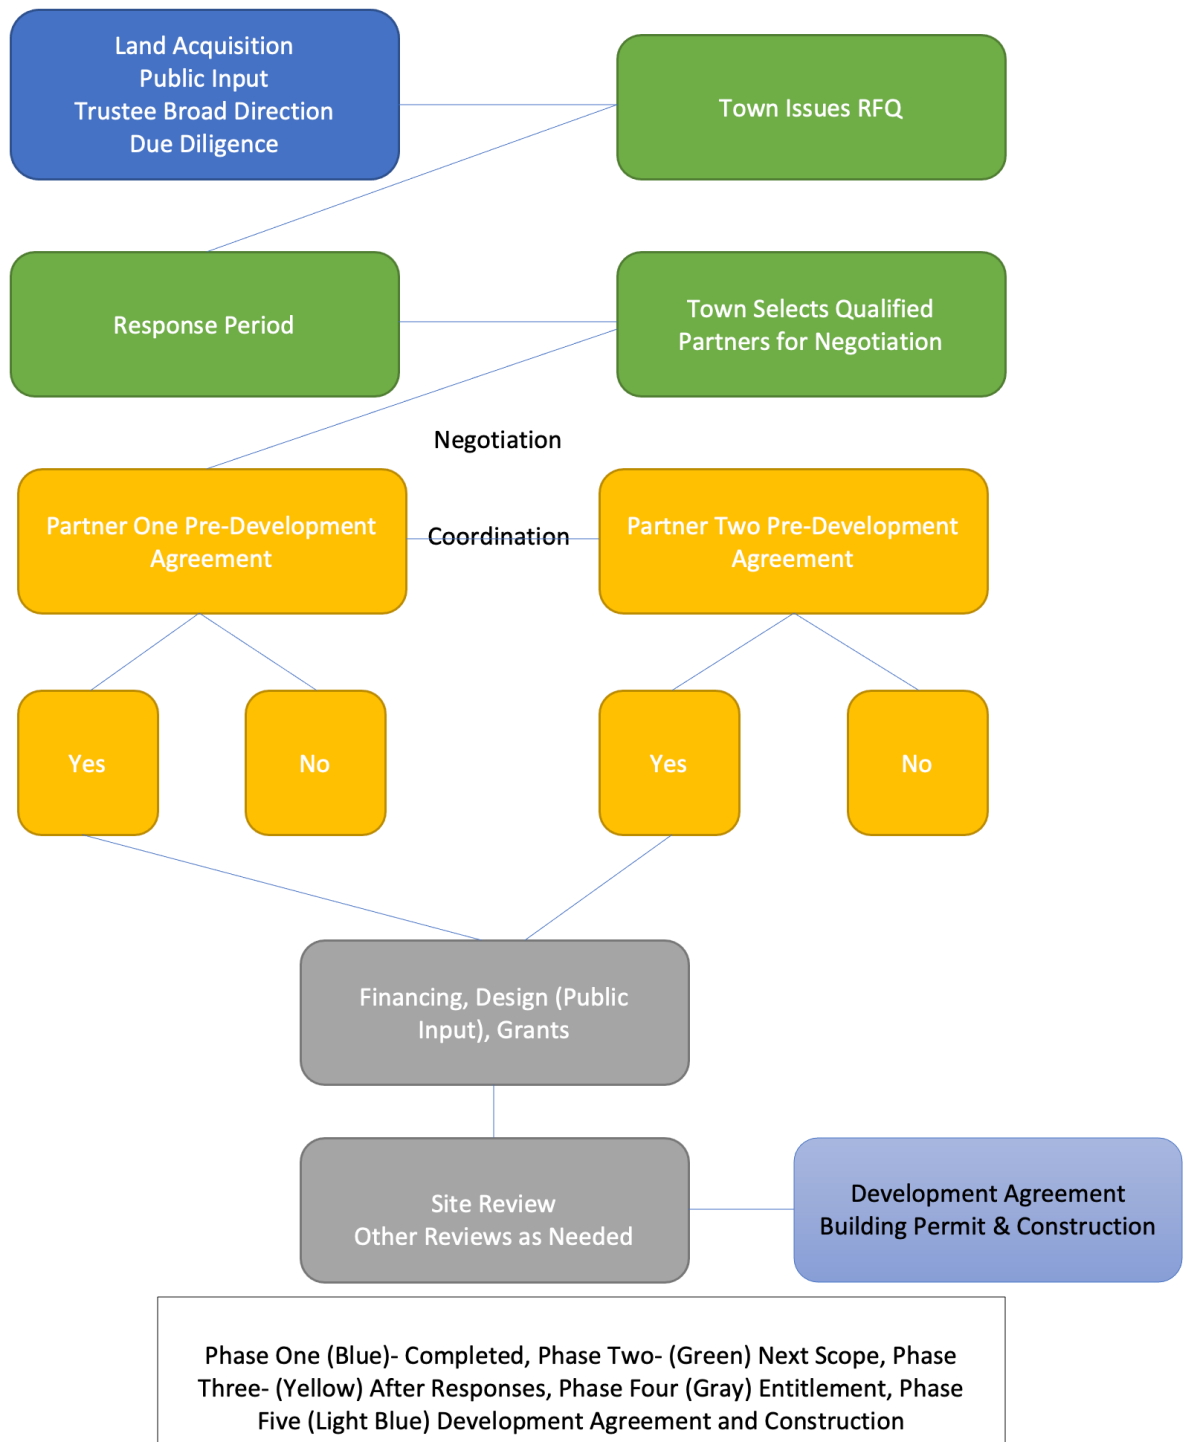 Land Acquisition
Public Input
Trustee Broad Direction
Due Diligence
Town Issues RFQ
Response Period
Town Selects Qualified
Partners for Negotiation
Negotiation
Partner One Pre-Development
Agreement
Coordination
Partner Two Pre-Development
Agreement
Yes
No
Yes
No
Financing, Design (Public
Input), Grants
Site Review
Other Reviews as Needed
Development Agreement
Building Permit & Construction
Phase One (Blue)- Completed, Phase Two- (Green) Next Scope, Phase
Three- (Yellow) After Responses, Phase Four (Gray) Entitlement, Phase
Five (Light Blue) Development Agreement and Construction